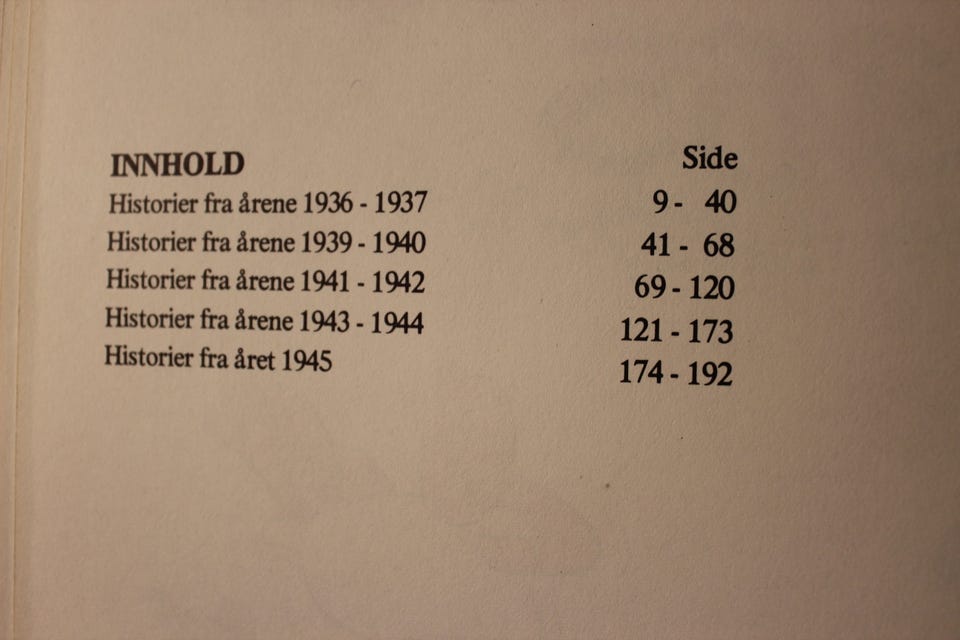 INNHOLD Side
Historier fra årene 1936 - 1937 9 - 40
Historier fra årene 1939 - 1940 41 - 68
Historier fra årene 1941 - 1942 69 - 120
Historier fra årene 1943 - 1944 121 - 173
Historier fra året 1945 174 - 192